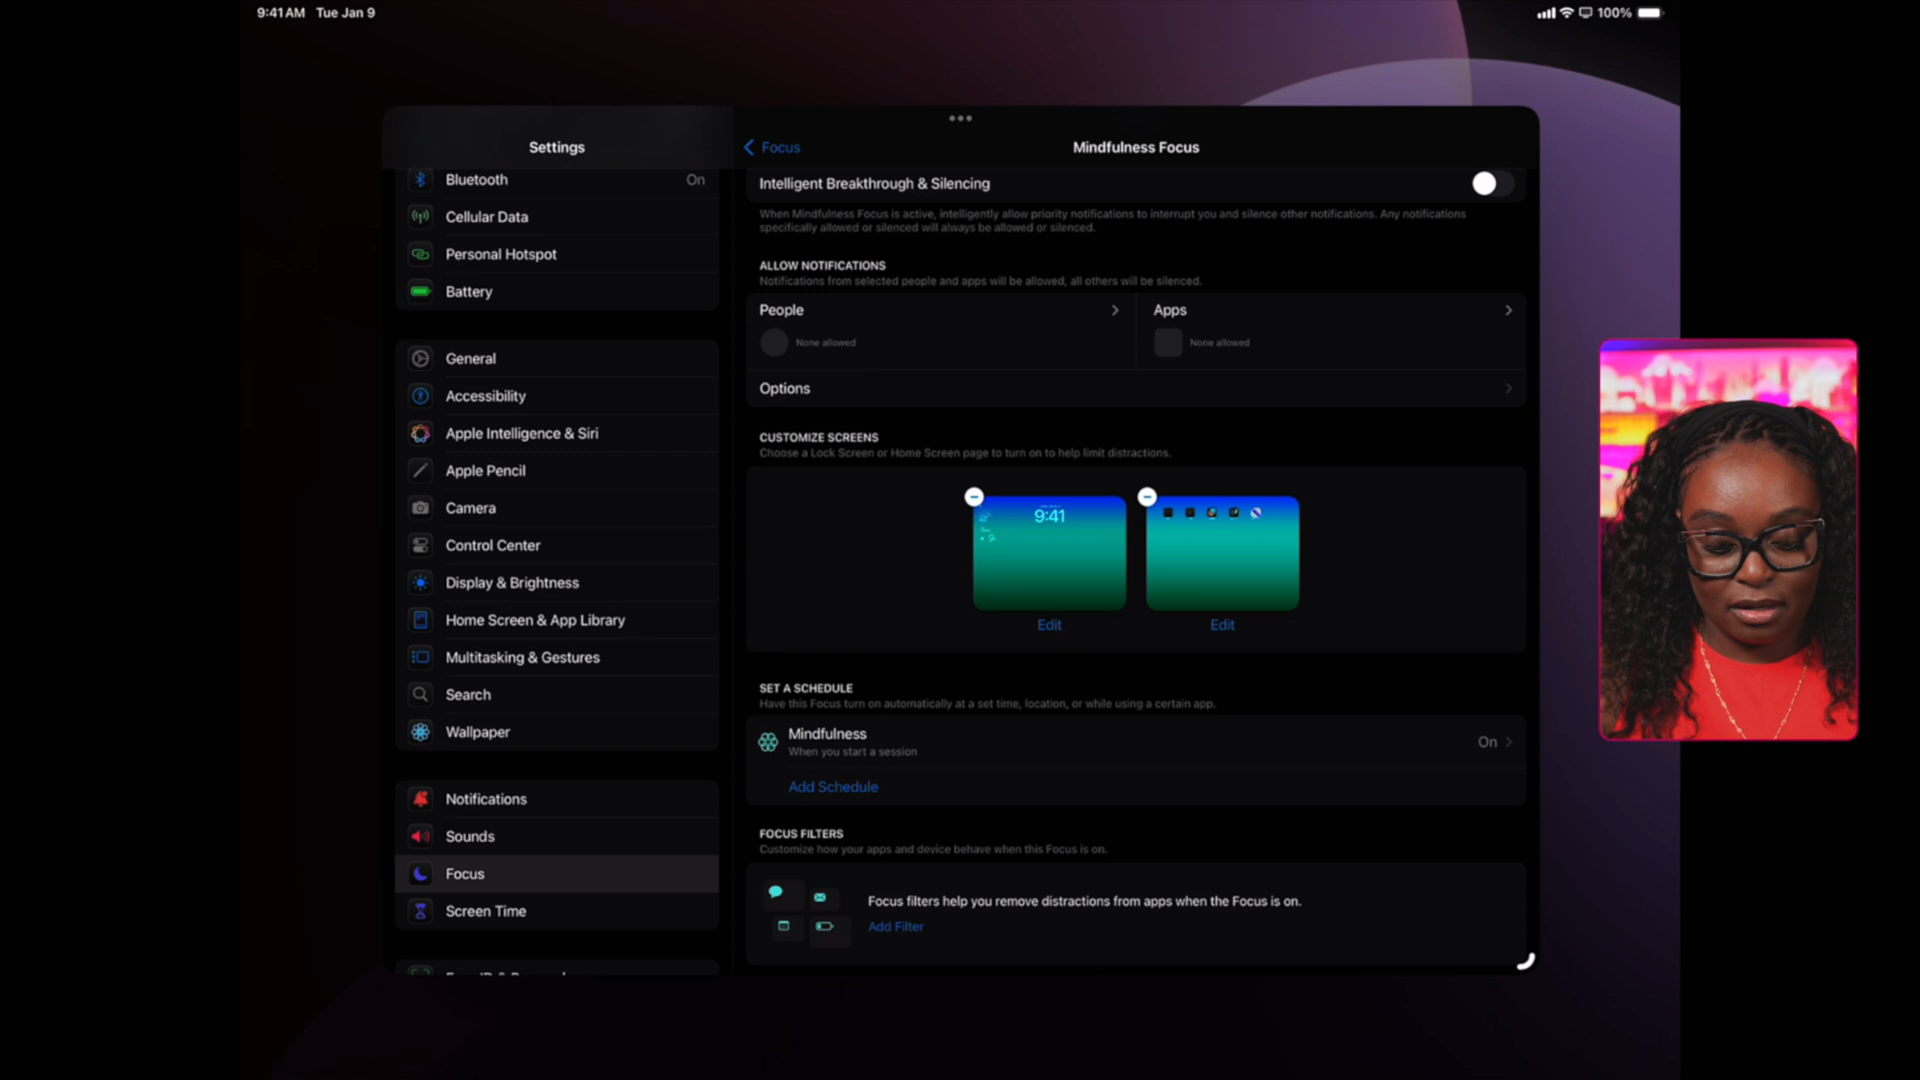 9:41AM Tue Jan 9
100%
Settings
Bluetooth On
Cellular Data
Personal Hotspot
Battery
General
Accessibility
Apple Intelligence & Siri
Apple Pencil
Camera
Control Center
Display & Brightness
Home Screen & App Library
Multitasking & Gestures
Search
Wallpaper
Notifications
Sounds
Focus
Screen Time
Focus
Mindfulness Focus
Intelligent Breakthrough & Silencing
When Mindfulness Focus is active, intelligently allow priority notifications to interrupt you and silence other notifications. Any notifications
specifically allowed or silenced will always be allowed or silenced.
ALLOW NOTIFICATIONS
Notifications from selected people and apps will be allowed, all others will be silenced.
People
None allowed
Apps
None allowed
Options
CUSTOMIZE SCREENS
Choose a Lock Screen or Home Screen page to turn on to help limit distractions.
9:41
Edit
Edit
SET A SCHEDULE
Have this Focus turn on automatically at a set time, location, or while using a certain app.
Mindfulness
When you start a session
On
Add Schedule
FOCUS FILTERS
Customize how your apps and device behave when this Focus is on.
Focus filters help you remove distractions from apps when the Focus is on.
Add Filter